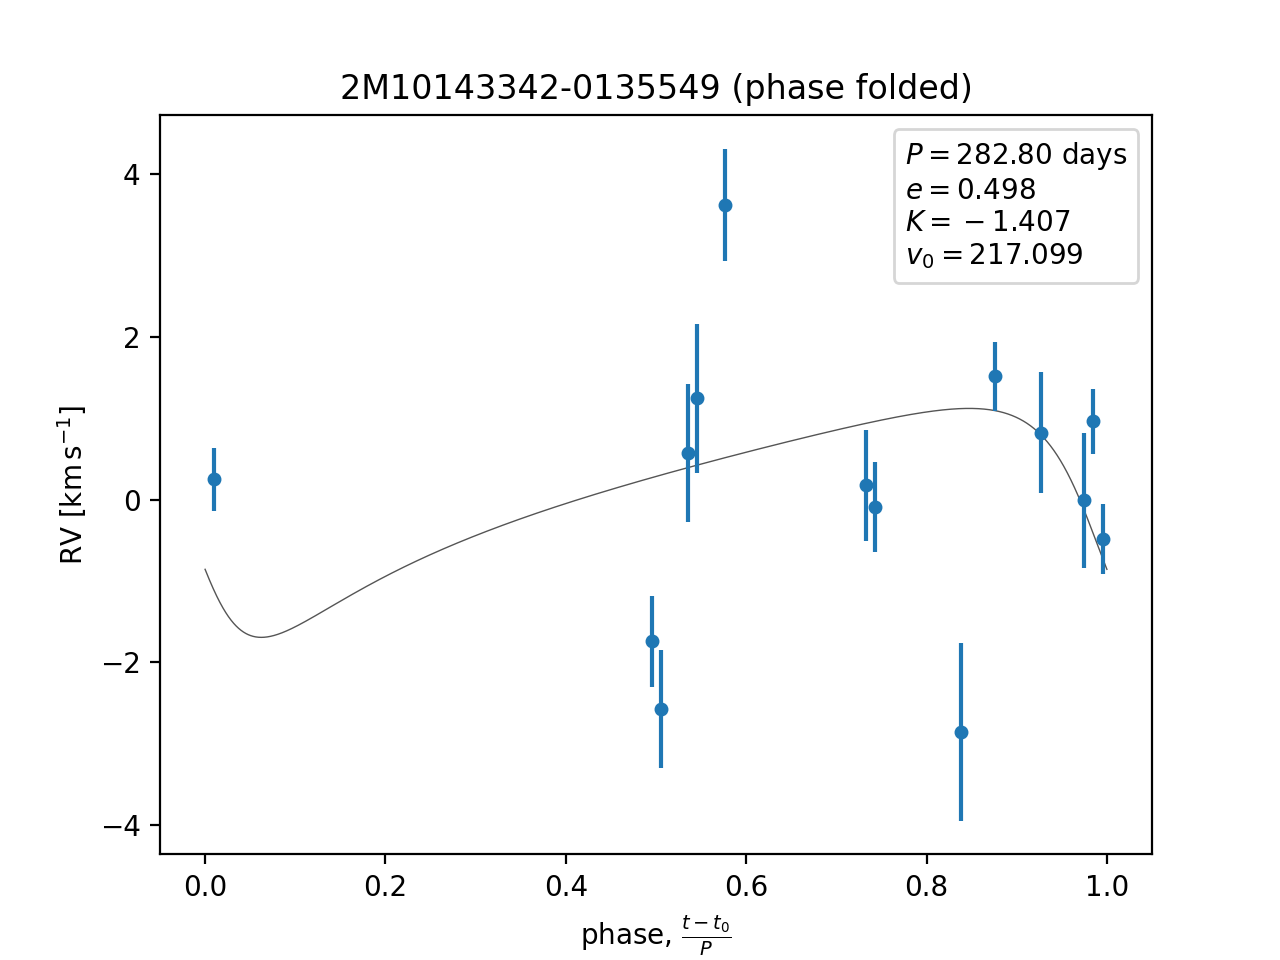 2M10143342-0135549 (phase folded)
P = 282.80 days
e = 0.498
K = −1.407
v₀ = 217.099
RV [km s⁻¹]
4
2
0
−2
−4
0.0 0.2 0.4 0.6 0.8 1.0
phase, (t − t₀)/P